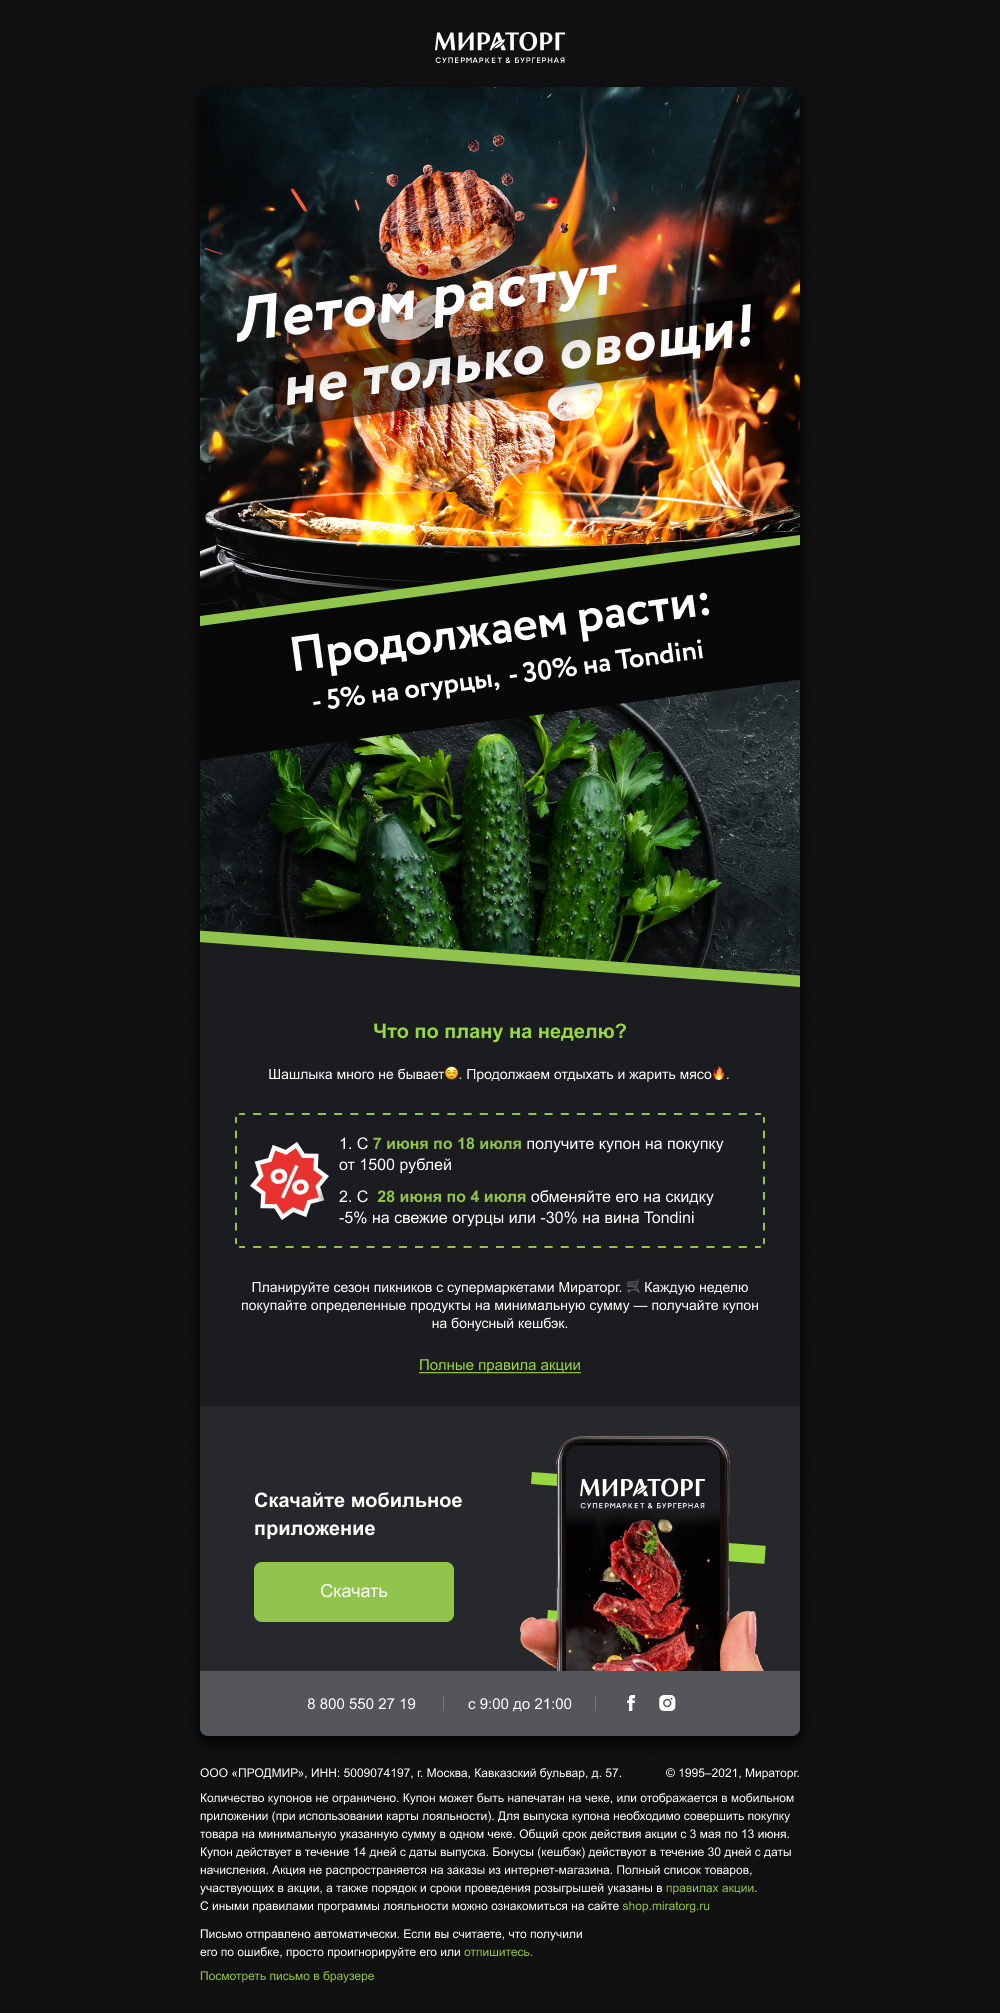 МИРАТОРГ
СУПЕРМАРКЕТ & БУРГЕРНАЯ
Летом растут
не только овощи!
Продолжаем расти:
- 5% на огурцы, - 30% на Tondini
Что по плану на неделю?
Шашлыка много не бывает😌. Продолжаем отдыхать и жарить мясо🔥.
%
1. С 7 июня по 18 июля получите купон на покупку
от 1500 рублей
2. С 28 июня по 4 июля обменяйте его на скидку
-5% на свежие огурцы или -30% на вина Tondini
Планируйте сезон пикников с супермаркетами Мираторг. 🛒 Каждую неделю
покупайте определенные продукты на минимальную сумму — получайте купон
на бонусный кешбэк.
Полные правила акции
Скачайте мобильное
приложение
Скачать
МИРАТОРГ
СУПЕРМАРКЕТ & БУРГЕРНАЯ
8 800 550 27 19 с 9:00 до 21:00
ООО «ПРОДМИР», ИНН: 5009074197, г. Москва, Кавказский бульвар, д. 57. © 1995–2021, Мираторг.
Количество купонов не ограничено. Купон может быть напечатан на чеке, или отображается в мобильном
приложении (при использовании карты лояльности). Для выпуска купона необходимо совершить покупку
товара на минимальную указанную сумму в одном чеке. Общий срок действия акции с 3 мая по 13 июня.
Купон действует в течение 14 дней с даты выпуска. Бонусы (кешбэк) действуют в течение 30 дней с даты
начисления. Акция не распространяется на заказы из интернет-магазина. Полный список товаров,
участвующих в акции, а также порядок и сроки проведения розыгрышей указаны в правилах акции.
С иными правилами программы лояльности можно ознакомиться на сайте shop.miratorg.ru
Письмо отправлено автоматически. Если вы считаете, что получили
его по ошибке, просто проигнорируйте его или отпишитесь.
Посмотреть письмо в браузере